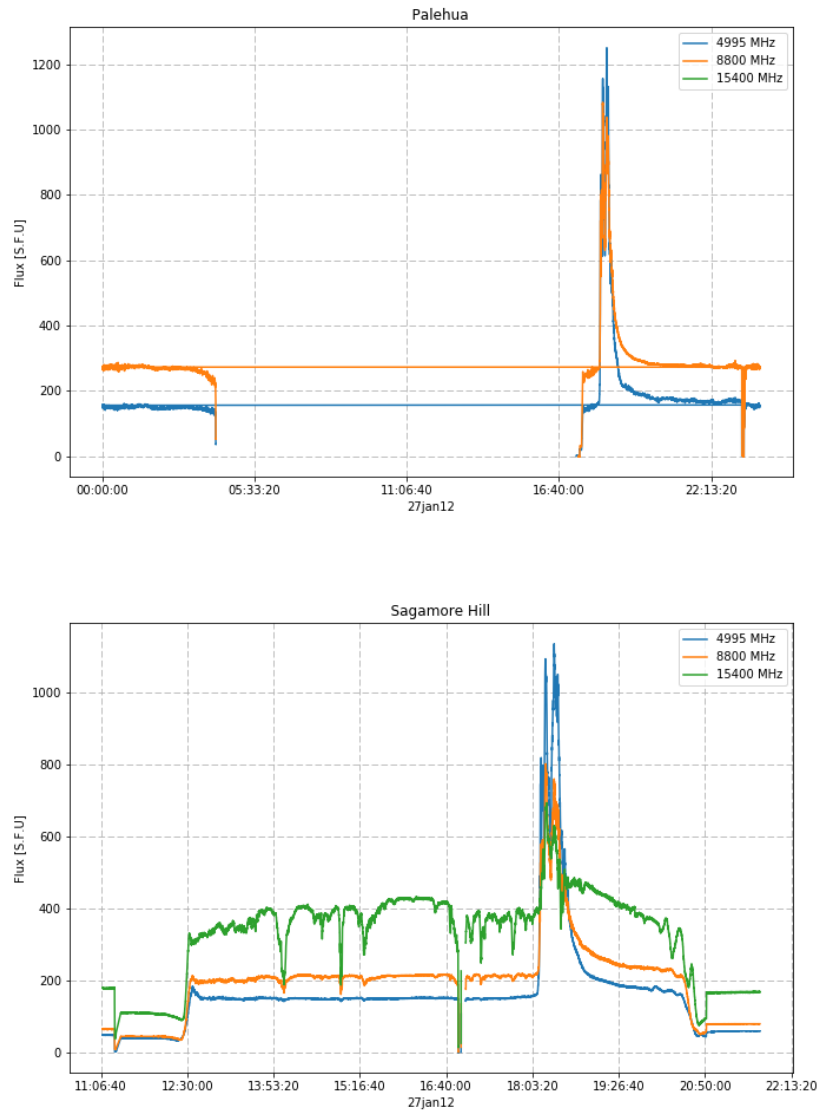 Palehua
4995 MHz
8800 MHz
15400 MHz
1200
1000
800
600
400
200
0
Flux [S.F.U]
00:00:00 05:33:20 11:06:40 16:40:00 22:13:20
27jan12
Sagamore Hill
4995 MHz
8800 MHz
15400 MHz
1000
800
600
400
200
0
Flux [S.F.U]
11:06:40 12:30:00 13:53:20 15:16:40 16:40:00 18:03:20 19:26:40 20:50:00 22:13:20
27jan12